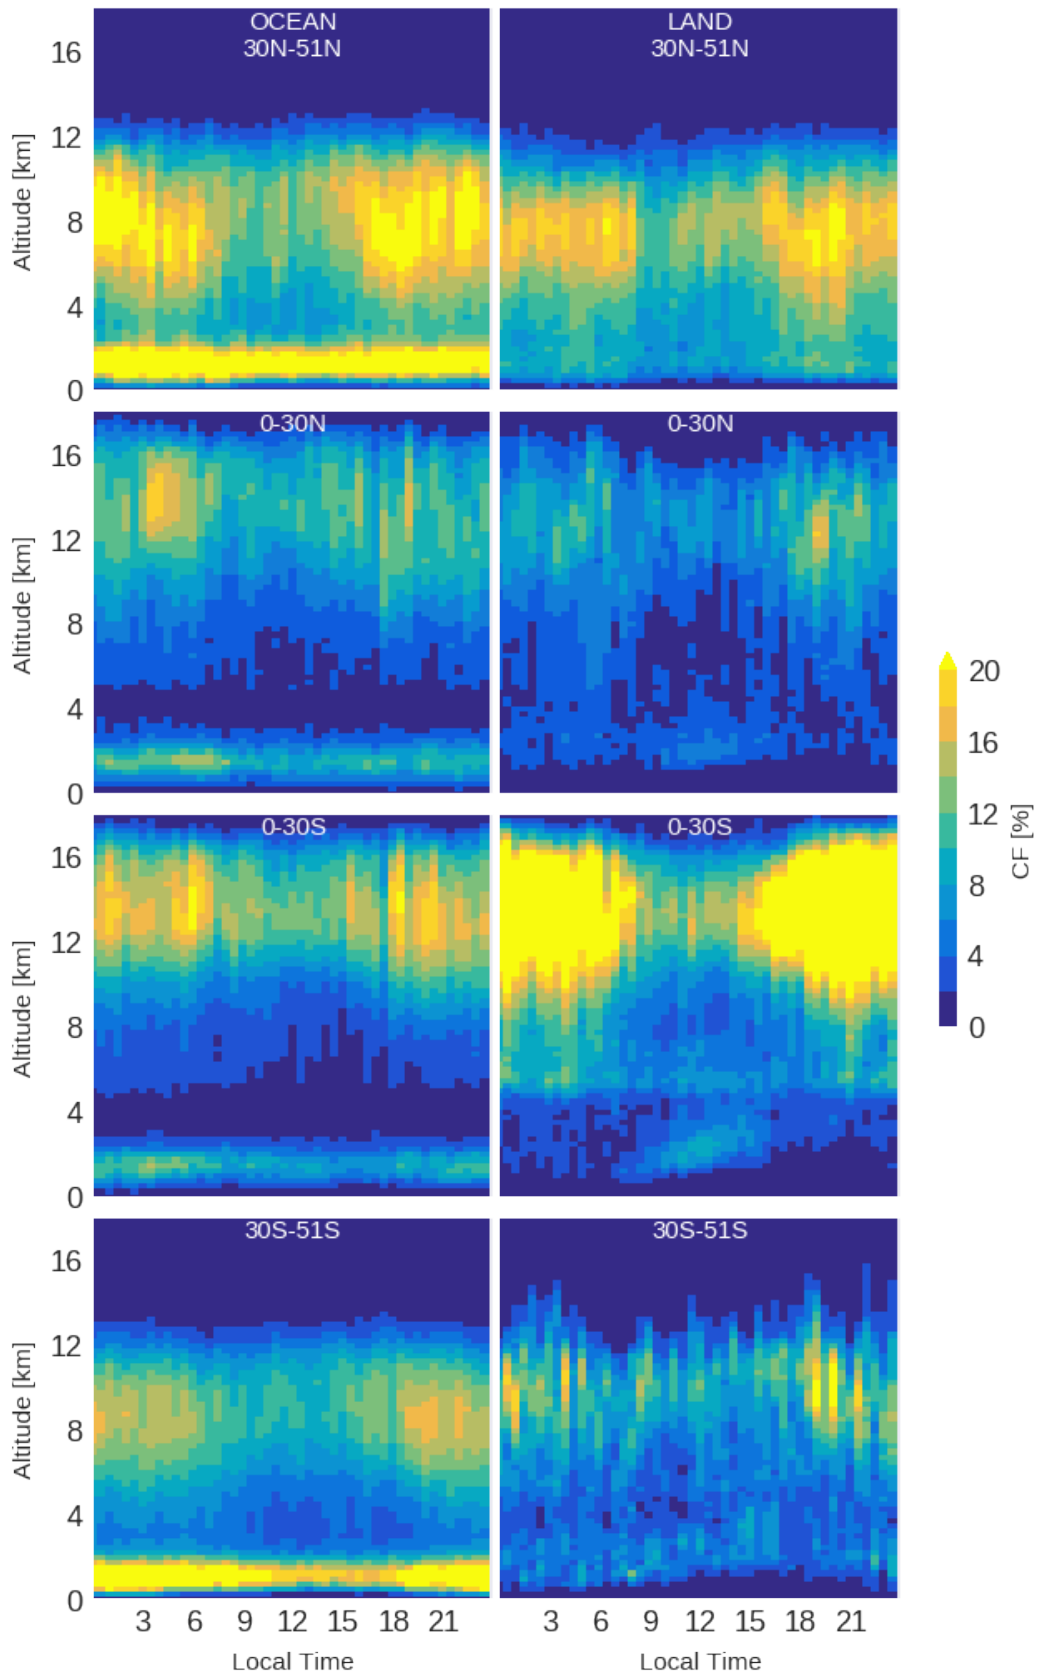 OCEAN
30N-51N
LAND
30N-51N
16
12
8
4
0
Altitude [km]
0-30N
0-30N
16
12
8
4
0
Altitude [km]
0-30S
0-30S
16
12
8
4
0
Altitude [km]
30S-51S
30S-51S
16
12
8
4
0
Altitude [km]
3 6 9 12 15 18 21
3 6 9 12 15 18 21
Local Time
Local Time
20
16
12
8
4
0
CF [%]